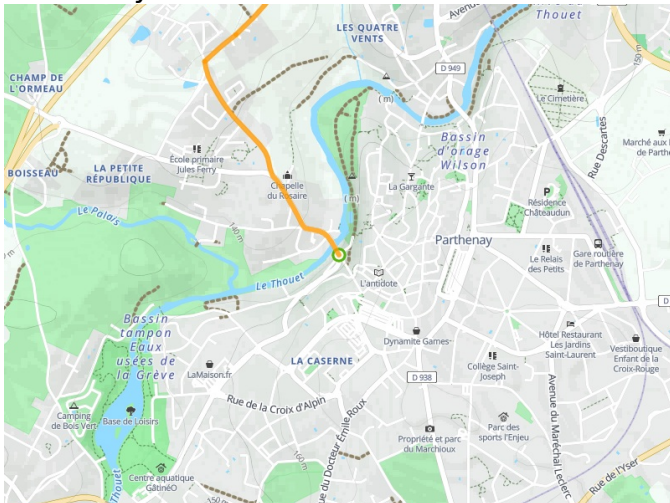 Avenue
Thouet
LES QUATRE
VENTS
D 949
CHAMP DE
L'ORMEAU
(m)
Le Cimetière
Bassin
d'orage
Wilson
Rue Descartes
150 m
École primaire
Jules Ferry
BOISSEAU
LA PETITE
RÉPUBLIQUE
Chapelle
du Rosaire
La Gargante
P
Résidence
Châteaudun
(m)
Le Palais
140 m
Parthenay
Le Relais
des Petits
Gare routière
de Parthenay
Le Thouet
L'antidote
D
Bassin
tampon
Eaux
usées de
la Grève
Dynamite Games
Hôtel Restaurant
Les Jardins
Saint-Laurent
Vestiboutique
Enfant de la
Croix-Rouge
LA CASERNE
LaMaison.fr
Collège Saint-
Joseph
D 938
Rue de la Croix d'Alpin
Camping
de Bois Vert
Base de Loisirs
Propriété et parc
du Marchioux
Parc des
sports l'Enjeu
Avenue du Maréchal Leclerc
ue du Docteur Émile Roux
160 m
Centre aquatique
GâtinéO
Thouet
Rue de l'Yser